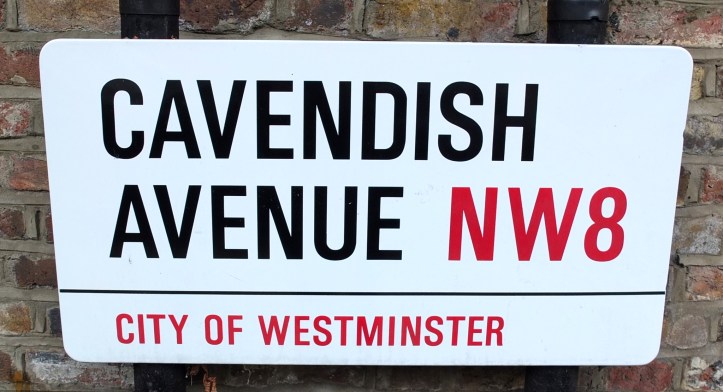 CAVENDISH
AVENUE NW8
CITY OF WESTMINSTER